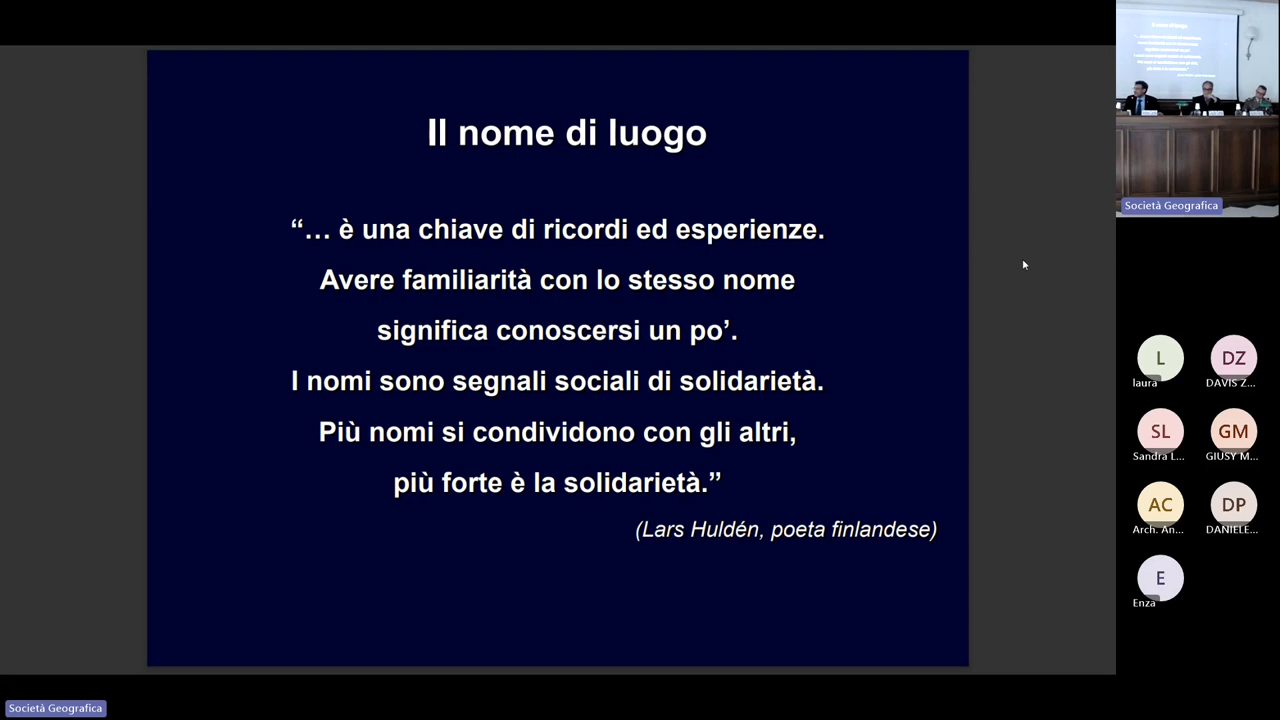 Il nome di luogo
“… è una chiave di ricordi ed esperienze.
Avere familiarità con lo stesso nome
significa conoscersi un po’.
I nomi sono segnali sociali di solidarietà.
Più nomi si condividono con gli altri,
più forte è la solidarietà.”
(Lars Huldén, poeta finlandese)
Società Geografica
L
laura
DZ
DAVIS Z...
SL
Sandra L...
GM
GIUSY M...
AC
Arch. An...
DP
DANIELE...
E
Enza
Società Geografica